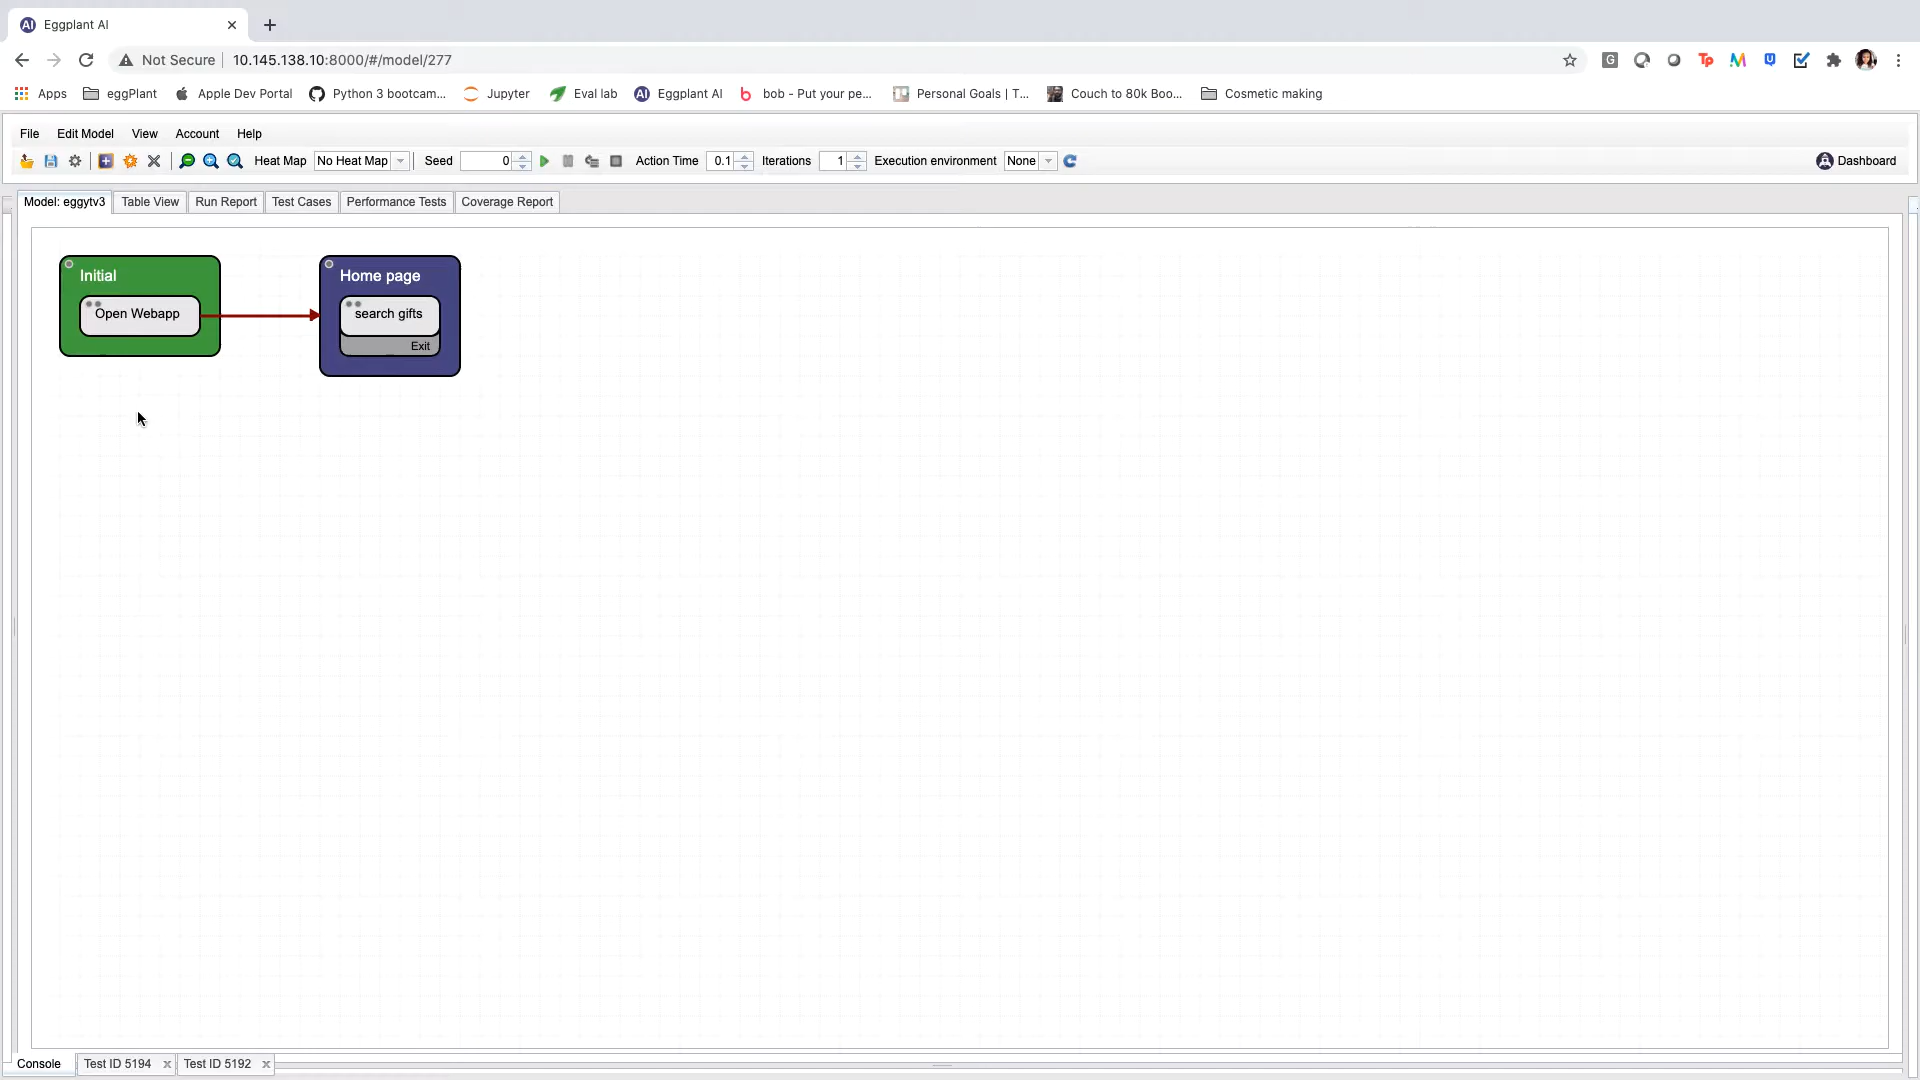 Eggplant AI
Not Secure 10.145.138.10:8000/#/model/277
Apps eggPlant Apple Dev Portal Python 3 bootcam... Jupyter Eval lab Eggplant AI bob - Put your pe... Personal Goals | T... Couch to 80k Boo... Cosmetic making
File Edit Model View Account Help
Heat Map No Heat Map Seed 0 Action Time 0.1 Iterations 1 Execution environment None Dashboard
Model: eggytv3 Table View Run Report Test Cases Performance Tests Coverage Report
Initial
Open Webapp
Home page
search gifts
Exit
Console Test ID 5194 x Test ID 5192 x